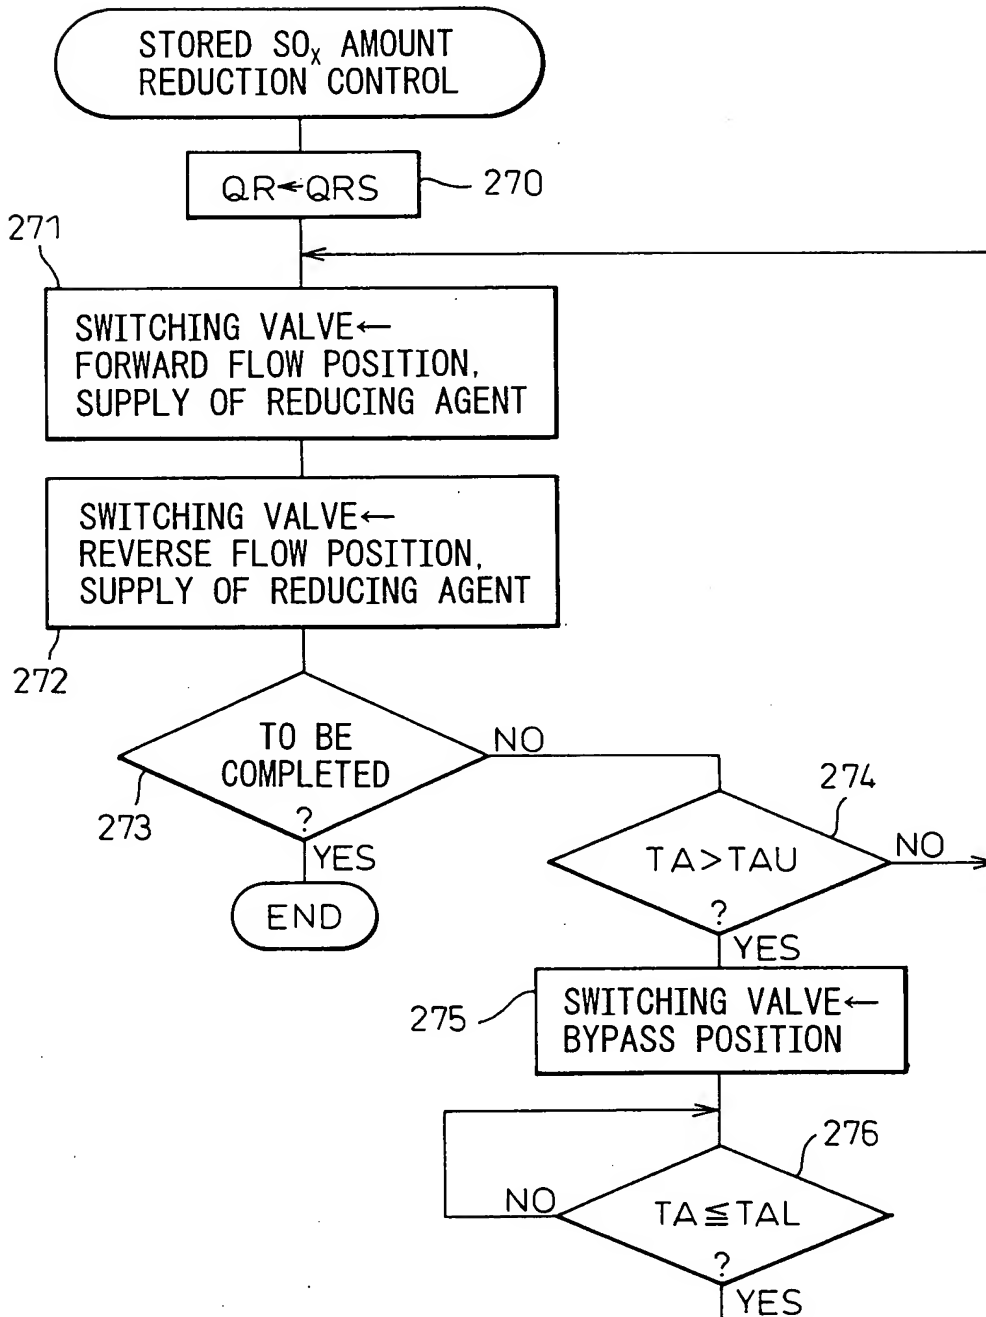 STORED SOx AMOUNT
REDUCTION CONTROL
QR←QRS
270
271
SWITCHING VALVE←
FORWARD FLOW POSITION,
SUPPLY OF REDUCING AGENT
SWITCHING VALVE←
REVERSE FLOW POSITION,
SUPPLY OF REDUCING AGENT
272
TO BE
COMPLETED
?
273
NO
YES
END
274
TA>TAU
?
NO
YES
275
SWITCHING VALVE←
BYPASS POSITION
276
NO
TA≦TAL
?
YES